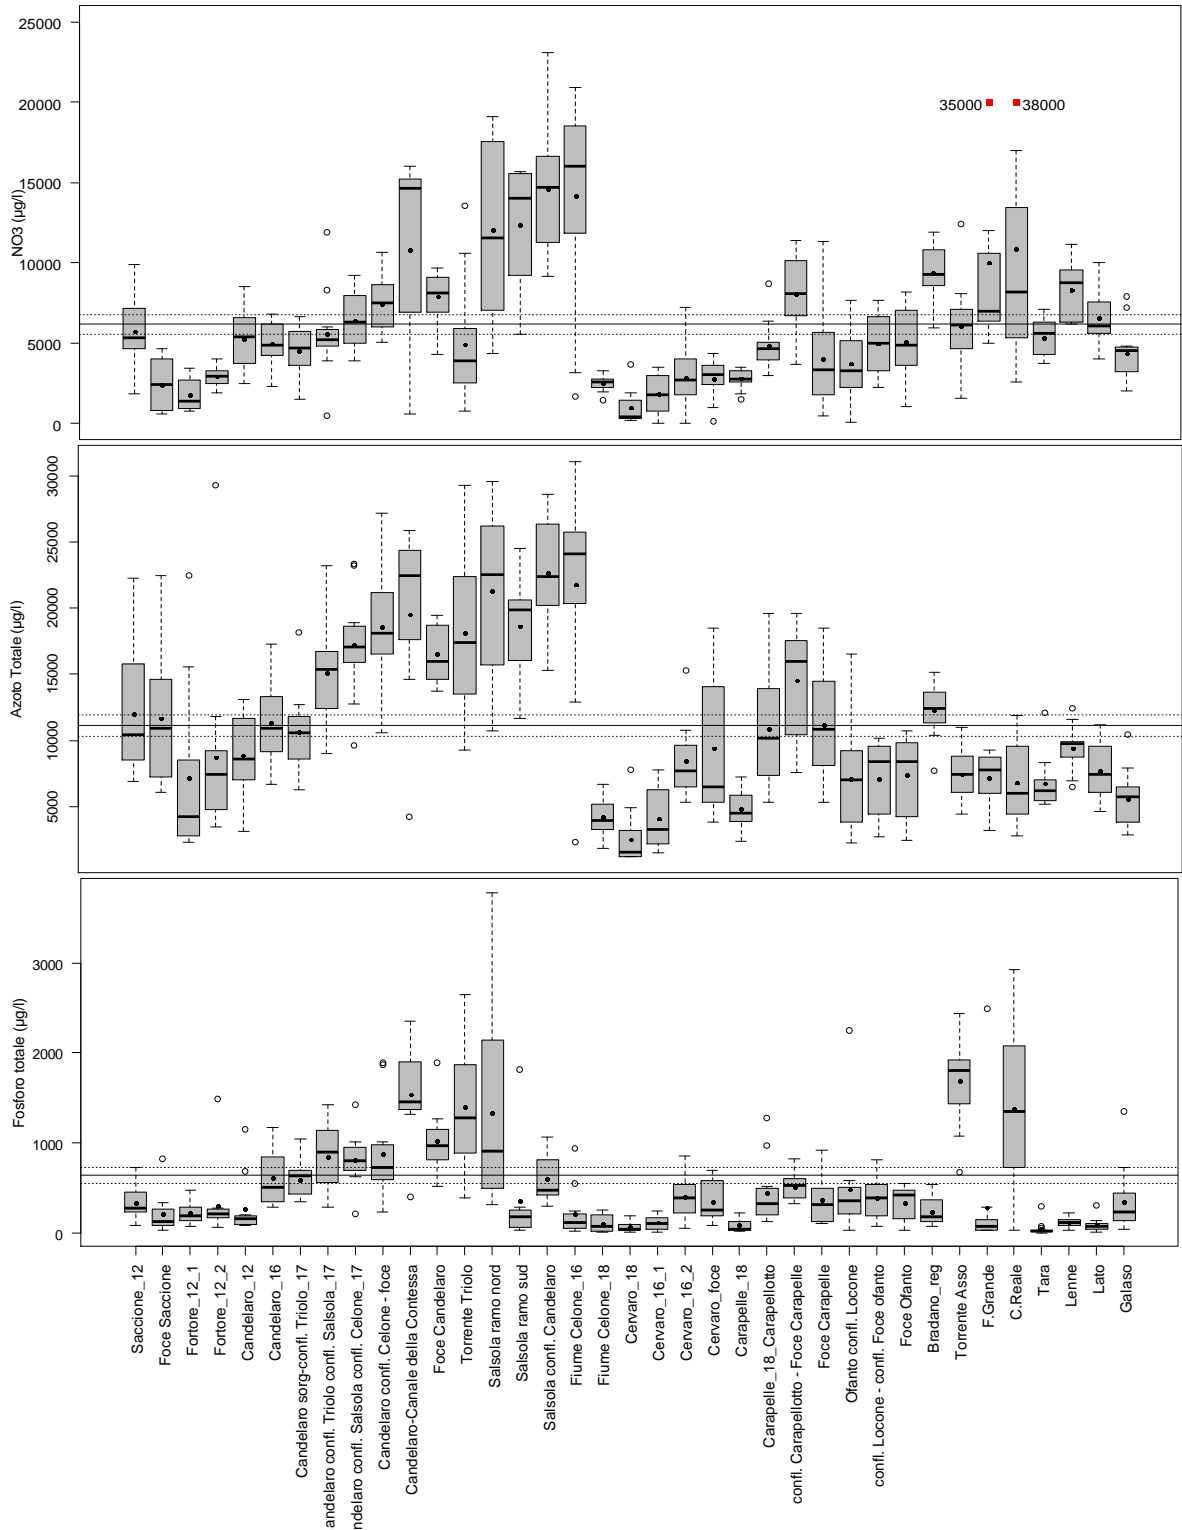 25000
20000
15000
10000
5000
0
NO3 (µg/l)
35000
38000
30000
25000
20000
15000
10000
5000
Azoto Totale (µg/l)
3000
2000
1000
0
Fosforo totale (µg/l)
Saccione_12
Foce Saccione
Fortore_12_1
Fortore_12_2
Candelaro_12
Candelaro_16
Candelaro sorg-confl. Triolo_17
andelaro confl. Triolo confl. Salsola_17
ndelaro confl. Salsola confl. Celone_17
Candelaro confl. Celone - foce
Candelaro-Canale della Contessa
Foce Candelaro
Torrente Triolo
Salsola ramo nord
Salsola ramo sud
Salsola confl. Candelaro
Fiume Celone_16
Fiume Celone_18
Cervaro_18
Cervaro_16_1
Cervaro_16_2
Cervaro_foce
Carapelle_18
Carapelle_18_Carapellotto
confl. Carapellotto - Foce Carapelle
Foce Carapelle
Ofanto confl. Locone
confl. Locone - confl. Foce ofanto
Foce Ofanto
Bradano_reg
Torrente Asso
F.Grande
C.Reale
Tara
Lenne
Lato
Galaso